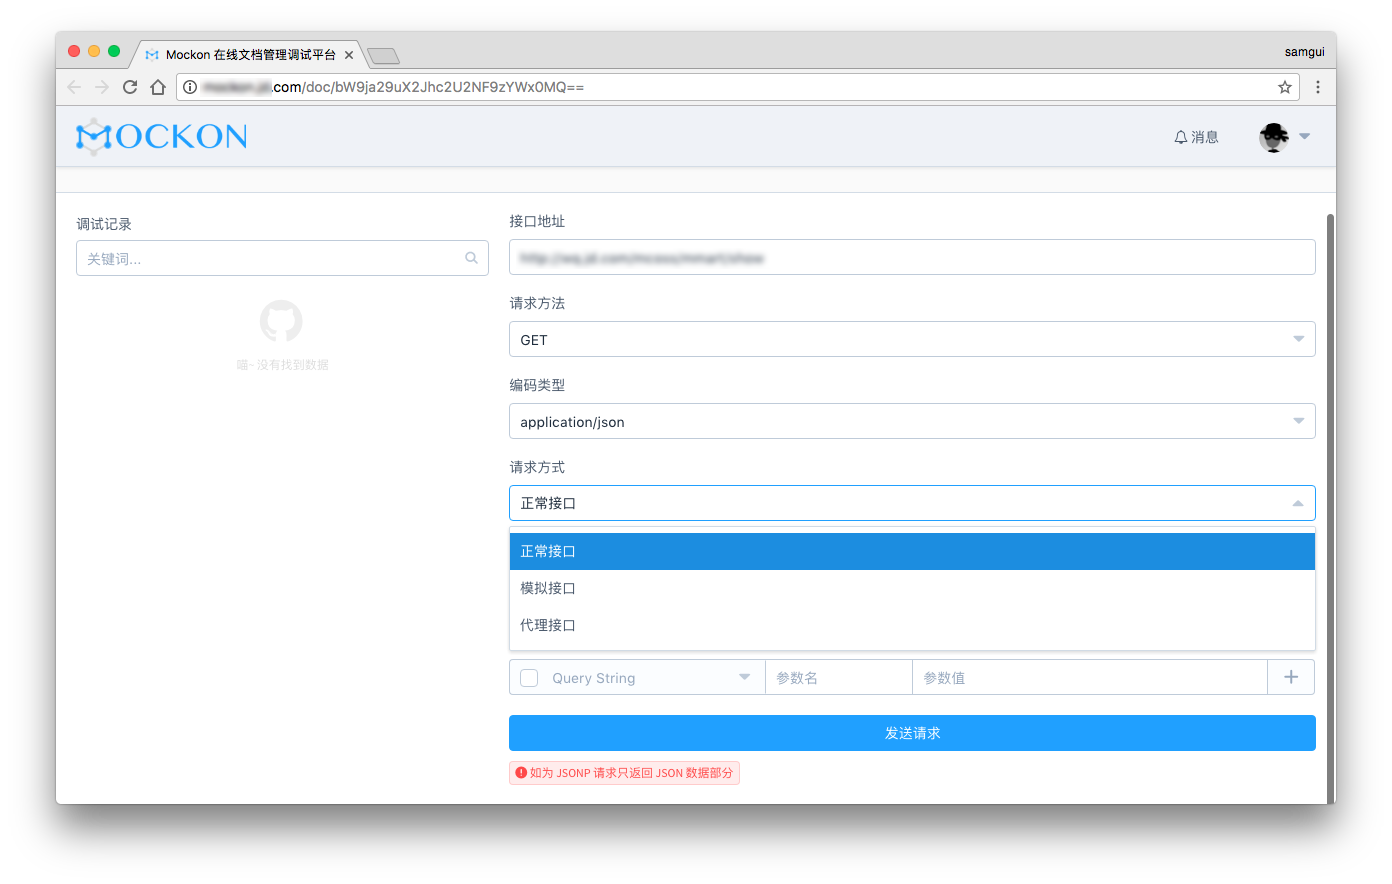 Mockon 在线文档管理调试平台
samgui
.com/doc/bW9ja29uX2Jhc2U2NF9zYWx0MQ==
MOCKON
消息
调试记录
关键词...
喵~ 没有找到数据
接口地址
请求方法
GET
编码类型
application/json
请求方式
正常接口
正常接口
模拟接口
代理接口
Query String 参数名 参数值
发送请求
如为 JSONP 请求只返回 JSON 数据部分